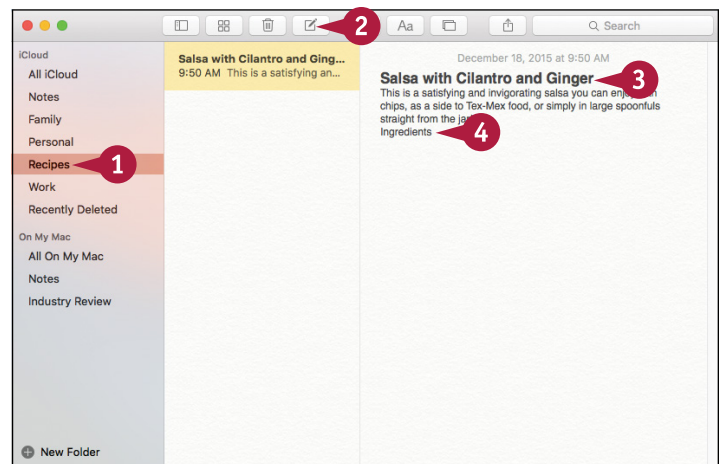 2
Aa
Search
iCloud
All iCloud
Notes
Family
Personal
Recipes
1
Work
Recently Deleted
On My Mac
All On My Mac
Notes
Industry Review
New Folder
Salsa with Cilantro and Ging...
9:50 AM This is a satisfying an...
December 18, 2015 at 9:50 AM
Salsa with Cilantro and Ginger
3
This is a satisfying and invigorating salsa you can
chips, as a side to Tex-Mex food, or simply in large spoonfuls
straight from the
Ingredients
4